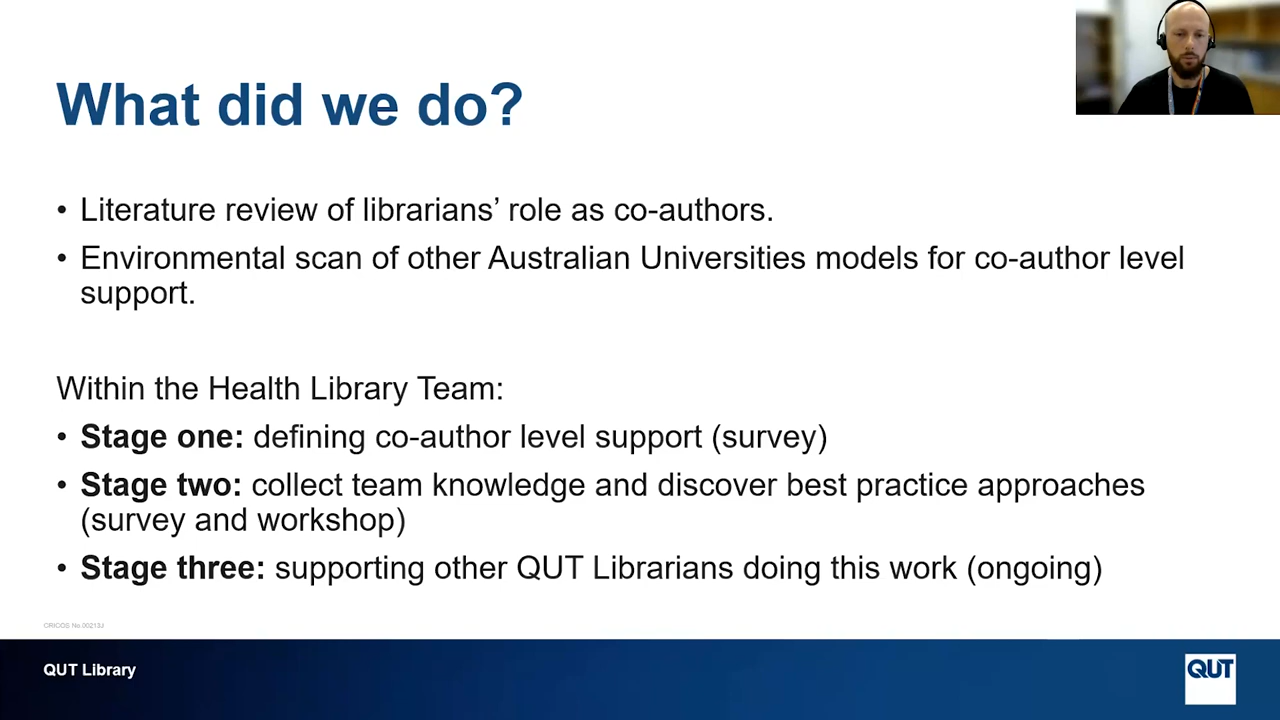 What did we do?
• Literature review of librarians’ role as co-authors.
• Environmental scan of other Australian Universities models for co-author level
support.
Within the Health Library Team:
• Stage one: defining co-author level support (survey)
• Stage two: collect team knowledge and discover best practice approaches
(survey and workshop)
• Stage three: supporting other QUT Librarians doing this work (ongoing)
CRICOS No.00213J
QUT Library
QUT